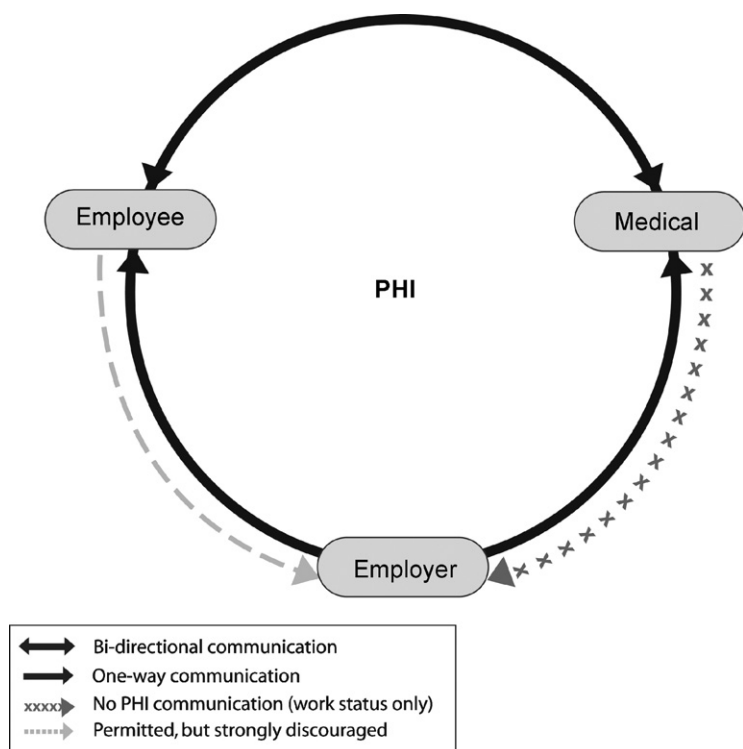 Employee
Medical
PHI
Employer
Bi-directional communication
One-way communication
No PHI communication (work status only)
Permitted, but strongly discouraged